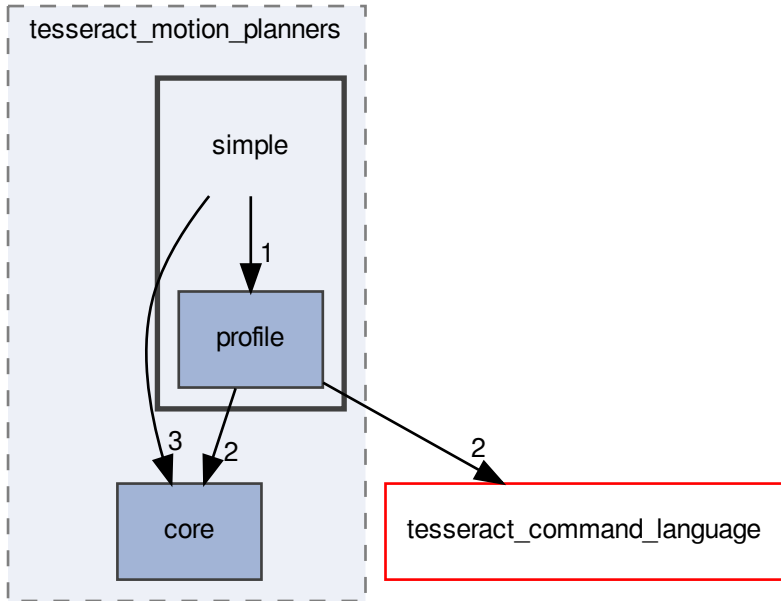 tesseract_motion_planners
simple
1
profile
3
2
2
core
tesseract_command_language